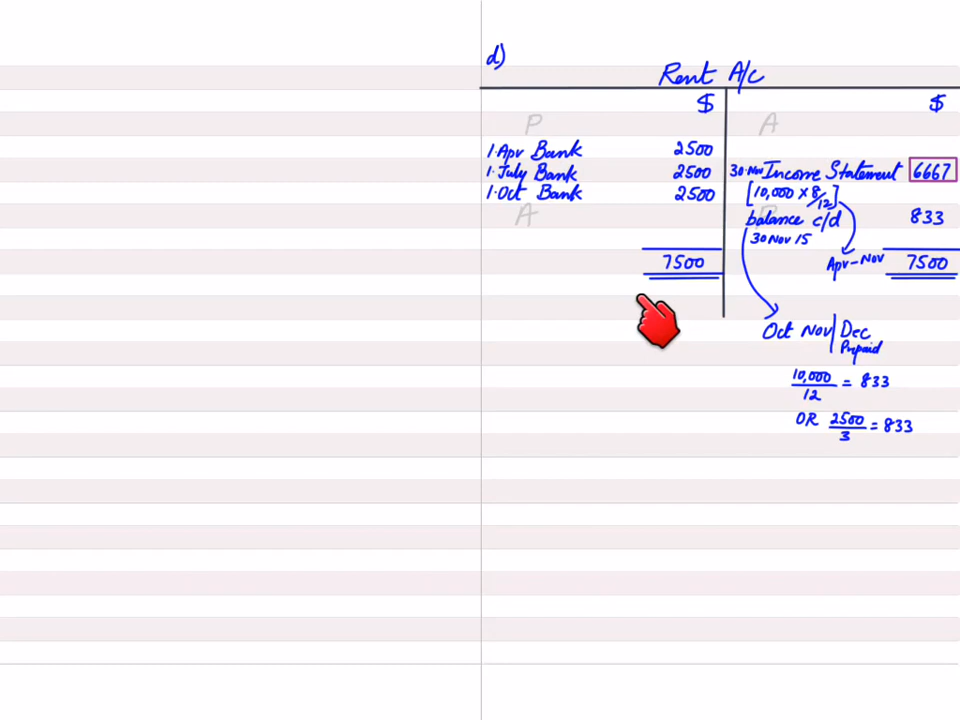 d)
Rent A/c
$ $
P A
1.Apr Bank 2500
1.July Bank 2500 30.Nov Income Statement 6667
1.Oct Bank 2500 [10,000 x 8/12]
A balance c/d 833
30 Nov 15
7500 Apr-Nov 7500
Oct Nov | Dec
Prepaid
10,000/12 = 833
OR 2500/3 = 833